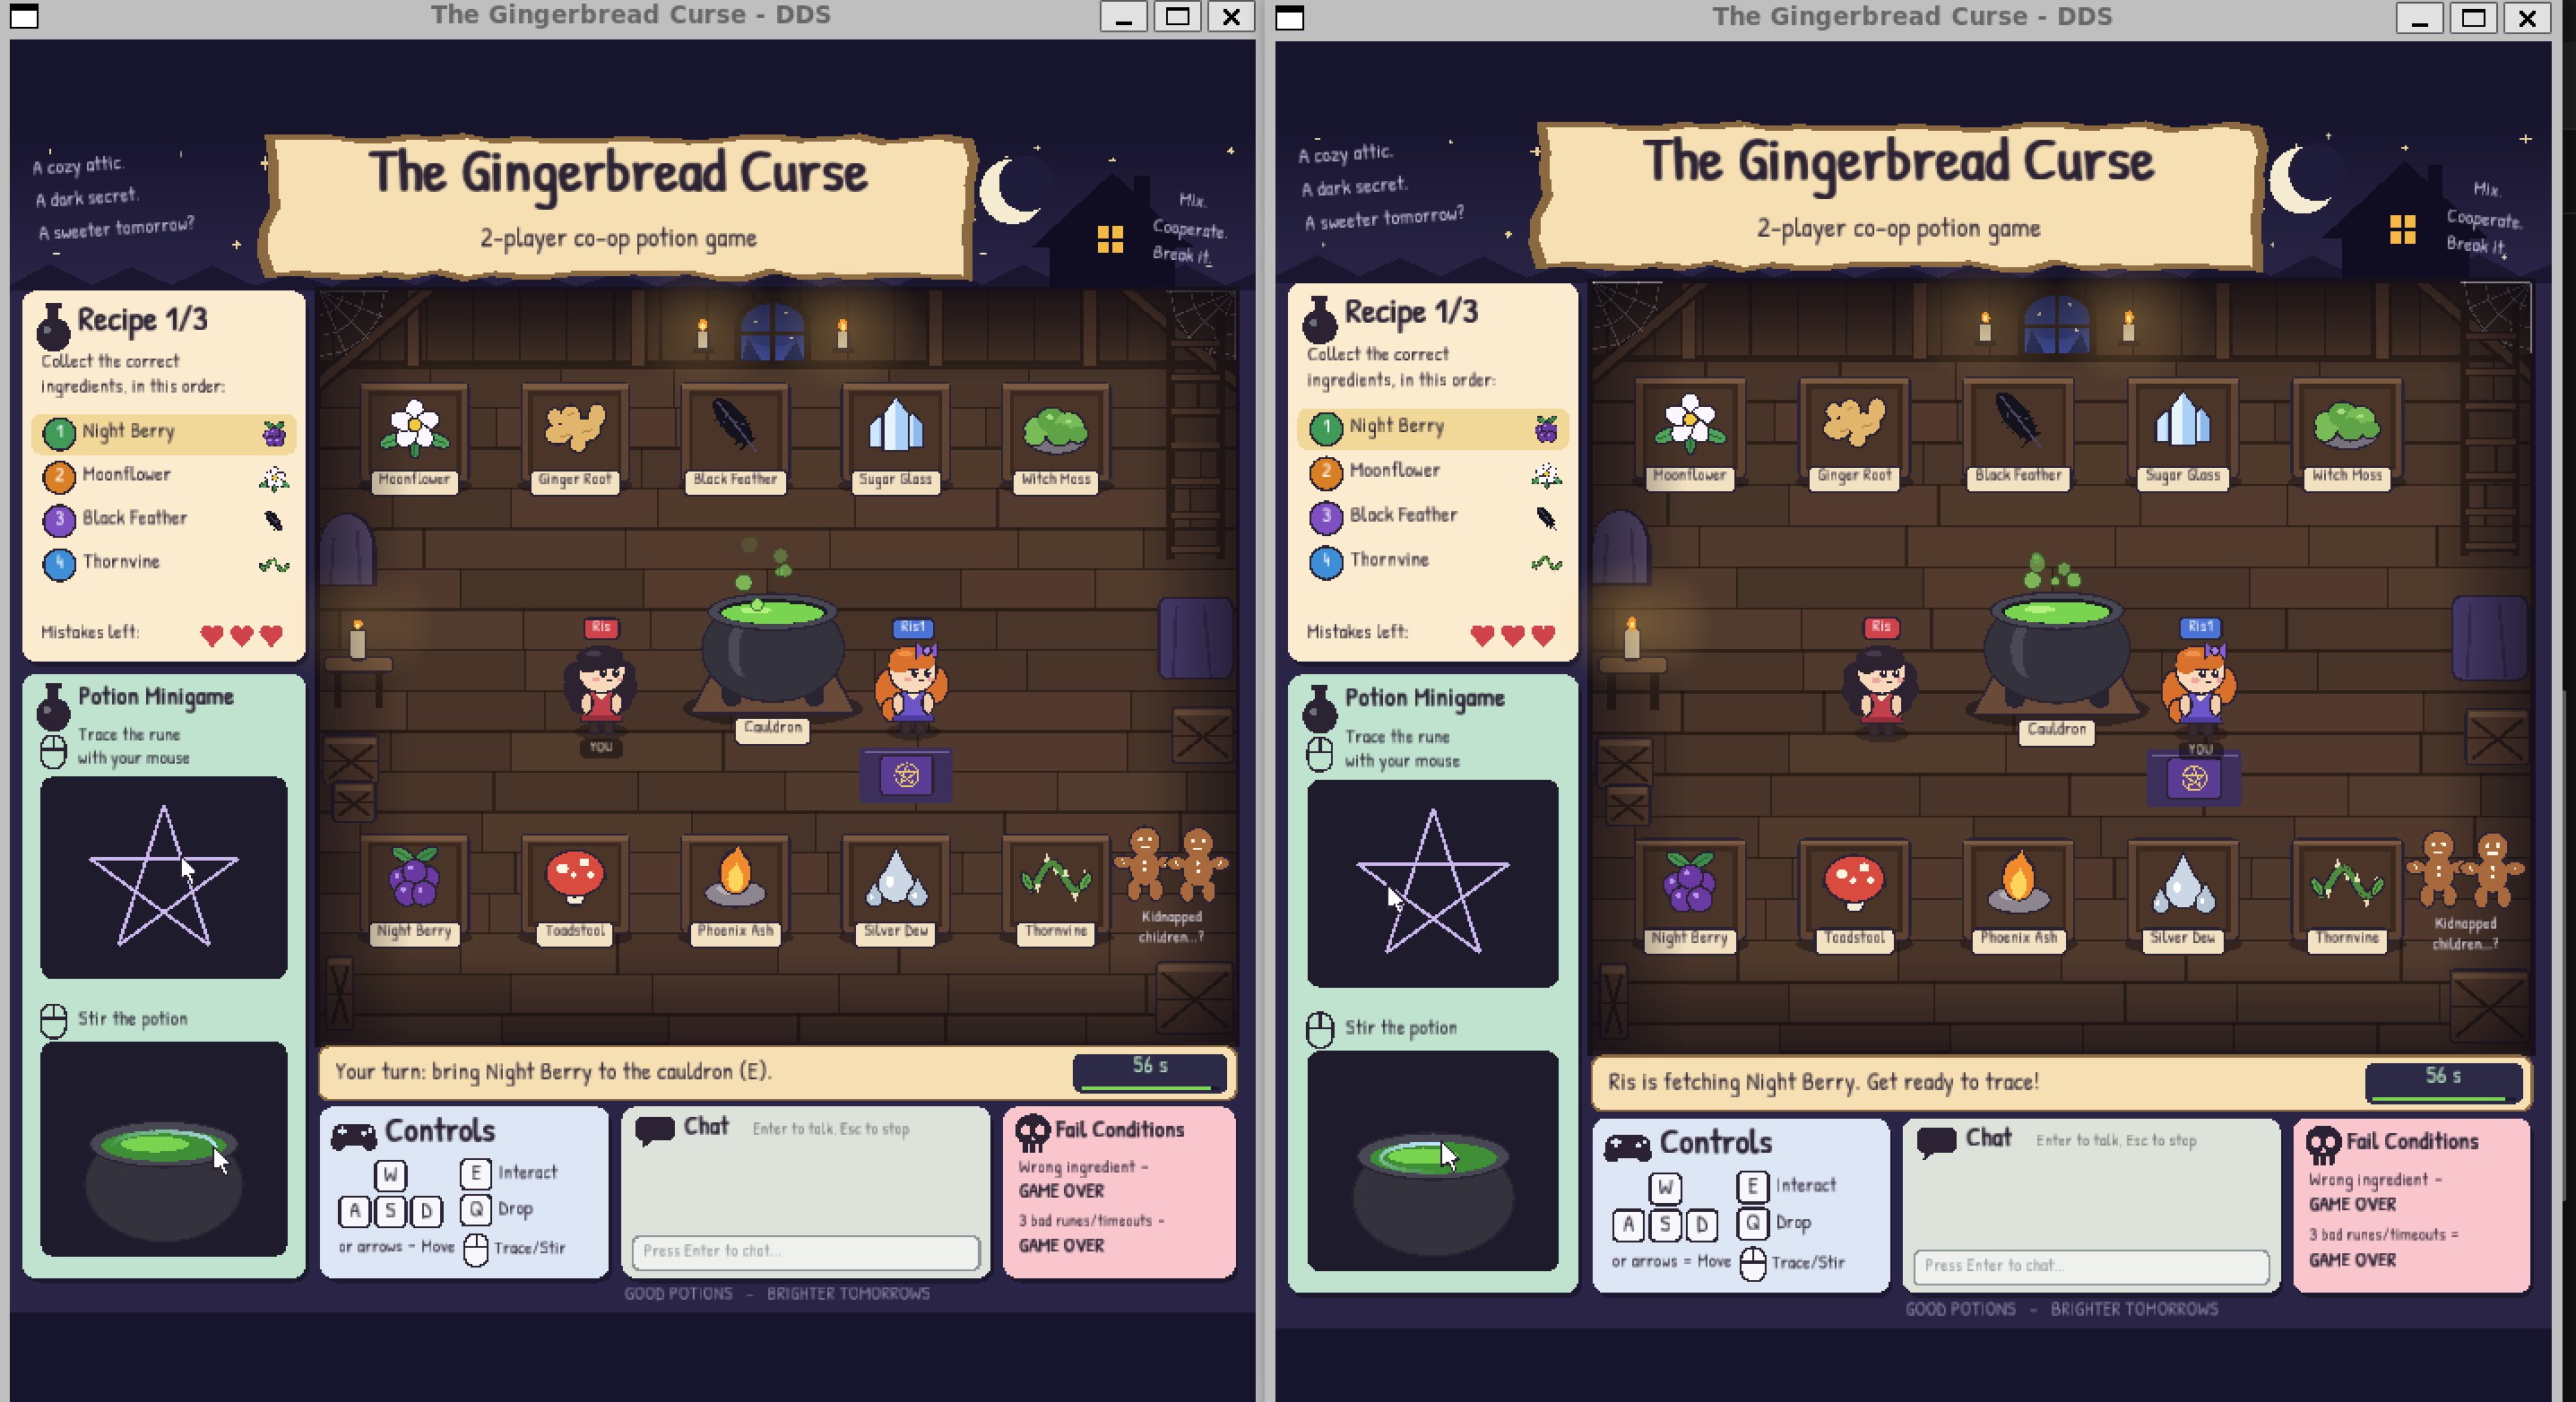 The Gingerbread Curse - DDS
A cozy attic.
A dark secret.
A sweeter tomorrow?
The Gingerbread Curse
2-player co-op potion game
Mix.
Cooperate.
Break it.
Recipe 1/3
Collect the correct
ingredients, in this order:
1 Night Berry
2 Moonflower
3 Black Feather
4 Thornvine
Mistakes left:
Potion Minigame
Trace the rune
with your mouse
Stir the potion
Moonflower
Ginger Root
Black Feather
Sugar Glass
Witch Moss
Ris
Ris1
YOU
Cauldron
Night Berry
Toadstool
Phoenix Ash
Silver Dew
Thornvine
Kidnapped
children...?
Your turn: bring Night Berry to the cauldron (E).
56 s
Controls
W
A S D
or arrows - Move
E Interact
Q Drop
Trace/Stir
Chat
Enter to talk, Esc to stop
Press Enter to chat...
Fail Conditions
Wrong ingredient -
GAME OVER
3 bad runes/timeouts -
GAME OVER
GOOD POTIONS - BRIGHTER TOMORROWS
The Gingerbread Curse - DDS
A cozy attic.
A dark secret.
A sweeter tomorrow?
The Gingerbread Curse
2-player co-op potion game
Mix.
Cooperate.
Break it.
Recipe 1/3
Collect the correct
ingredients, in this order:
1 Night Berry
2 Moonflower
3 Black Feather
4 Thornvine
Mistakes left:
Potion Minigame
Trace the rune
with your mouse
Stir the potion
Moonflower
Ginger Root
Black Feather
Sugar Glass
Witch Moss
Ris
Ris1
Cauldron
YOU
Night Berry
Toadstool
Phoenix Ash
Silver Dew
Thornvine
Kidnapped
children...?
Ris is fetching Night Berry. Get ready to trace!
56 s
Controls
W
A S D
or arrows = Move
E Interact
Q Drop
Trace/Stir
Chat
Enter to talk, Esc to stop
Press Enter to chat...
Fail Conditions
Wrong ingredient -
GAME OVER
3 bad runes/timeouts =
GAME OVER
GOOD POTIONS - BRIGHTER TOMORROWS